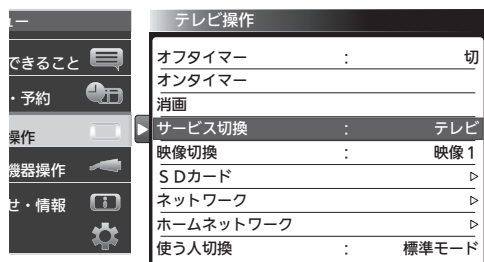 ュー
できること
・予約
操作
機器操作
せ・情報
テレビ操作
オフタイマー : 切
オンタイマー
消画
サービス切換 : テレビ
映像切換 : 映像1
SDカード
ネットワーク
ホームネットワーク
使う人切換 : 標準モード